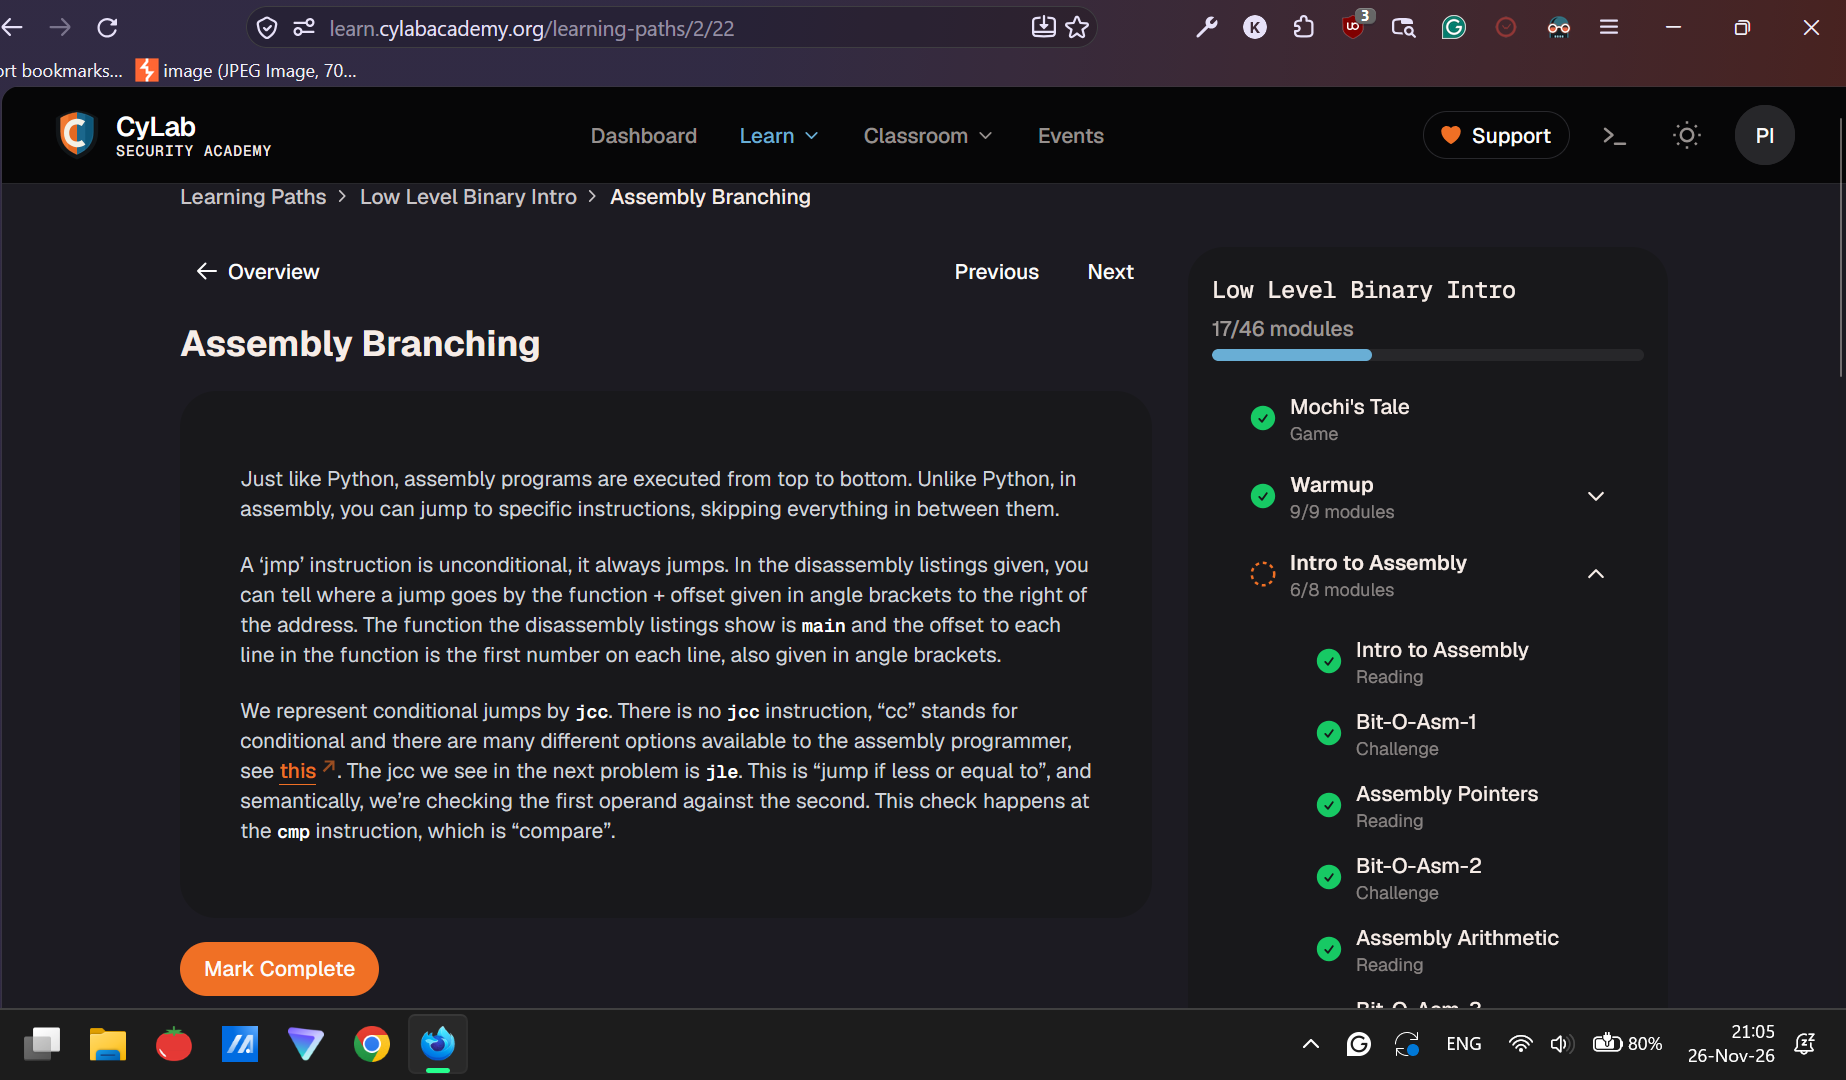 learn.cylabacademy.org/learning-paths/2/22
K
3
ort bookmarks...
image (JPEG Image, 70...
CyLab
SECURITY ACADEMY
Dashboard
Learn
Classroom
Events
Support
PI
Learning Paths > Low Level Binary Intro > Assembly Branching
Overview
Previous
Next
Assembly Branching
Just like Python, assembly programs are executed from top to bottom. Unlike Python, in
assembly, you can jump to specific instructions, skipping everything in between them.
A ‘jmp’ instruction is unconditional, it always jumps. In the disassembly listings given, you
can tell where a jump goes by the function + offset given in angle brackets to the right of
the address. The function the disassembly listings show is main and the offset to each
line in the function is the first number on each line, also given in angle brackets.
We represent conditional jumps by jcc. There is no jcc instruction, “cc” stands for
conditional and there are many different options available to the assembly programmer,
see this. The jcc we see in the next problem is jle. This is “jump if less or equal to”, and
semantically, we’re checking the first operand against the second. This check happens at
the cmp instruction, which is “compare”.
Mark Complete
Low Level Binary Intro
17/46 modules
Mochi's Tale
Game
Warmup
9/9 modules
Intro to Assembly
6/8 modules
Intro to Assembly
Reading
Bit-O-Asm-1
Challenge
Assembly Pointers
Reading
Bit-O-Asm-2
Challenge
Assembly Arithmetic
Reading
Bit-O-Asm-3
ENG
80%
21:05
26-Nov-26